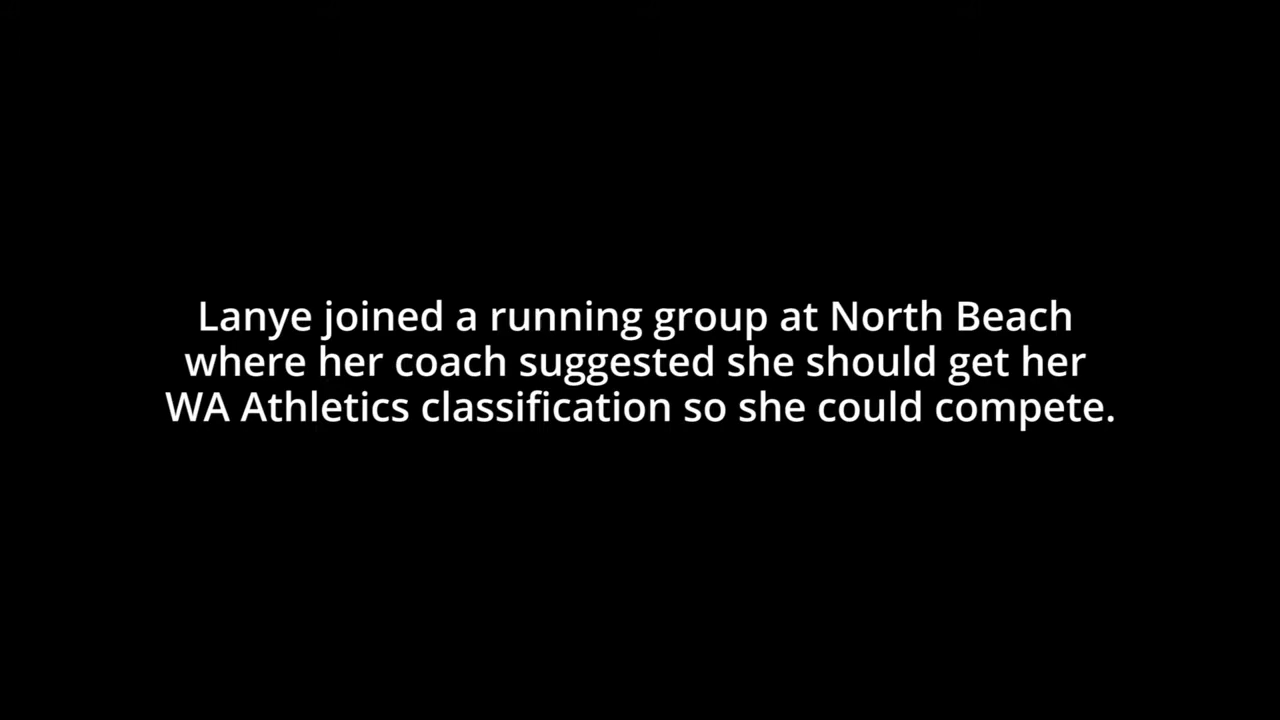 Lanye joined a running group at North Beach
where her coach suggested she should get her
WA Athletics classification so she could compete.